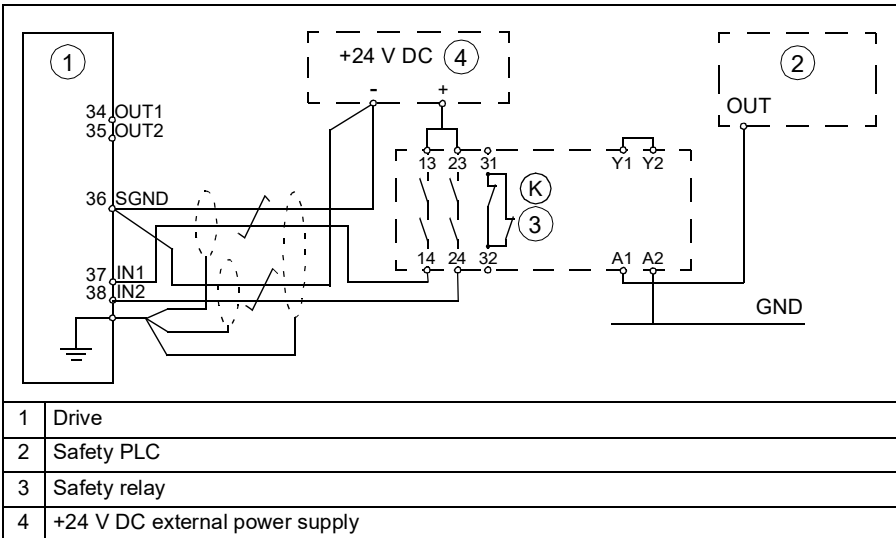 1
+24 V DC 4
2
- +
OUT
34 OUT1
35 OUT2
13 23 31
Y1 Y2
K
36 SGND
3
14 24 32
A1 A2
37 IN1
38 IN2
GND
1 Drive
2 Safety PLC
3 Safety relay
4 +24 V DC external power supply